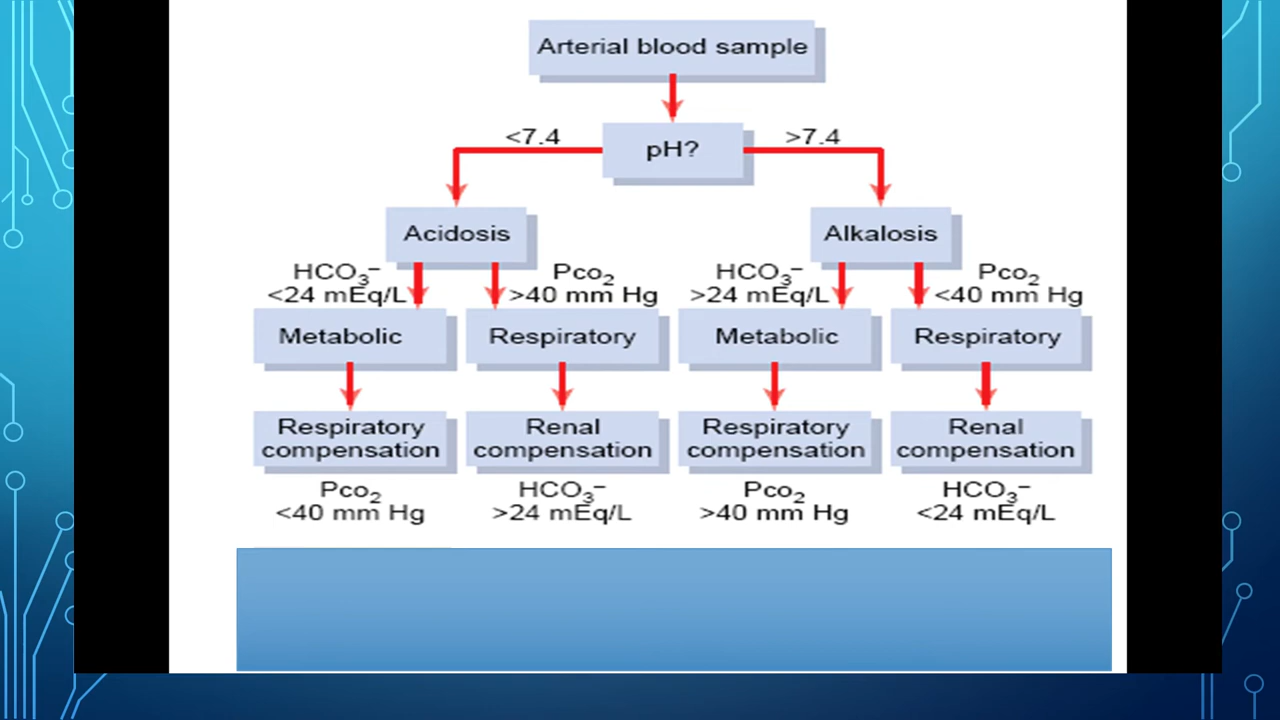 Arterial blood sample
<7.4
pH?
>7.4
Acidosis
Alkalosis
HCO₃⁻
<24 mEq/L
Pco₂
>40 mm Hg
HCO₃⁻
>24 mEq/L
Pco₂
<40 mm Hg
Metabolic
Respiratory
Metabolic
Respiratory
Respiratory
compensation
Renal
compensation
Respiratory
compensation
Renal
compensation
Pco₂
<40 mm Hg
HCO₃⁻
>24 mEq/L
Pco₂
>40 mm Hg
HCO₃⁻
<24 mEq/L